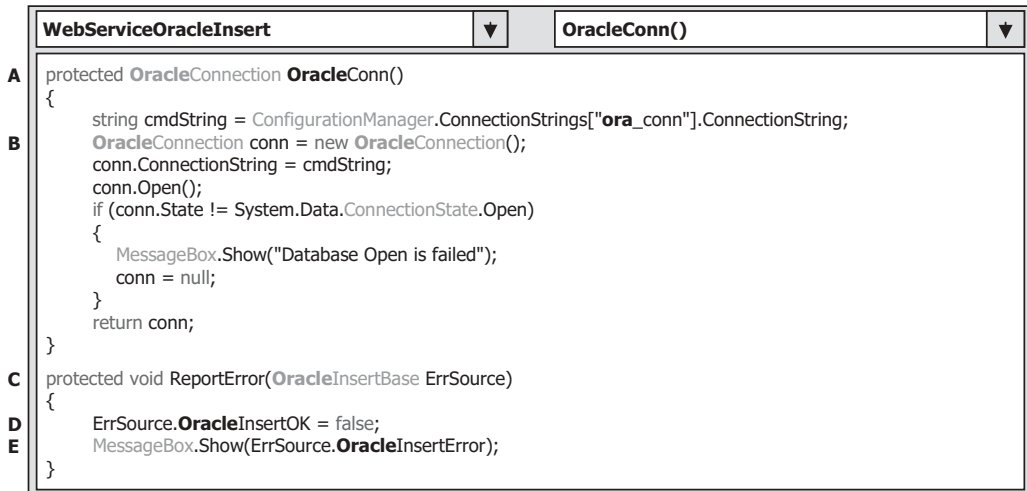 WebServiceOracleInsert OracleConn()
A protected OracleConnection OracleConn()
{
string cmdString = ConfigurationManager.ConnectionStrings["ora_conn"].ConnectionString;
B OracleConnection conn = new OracleConnection();
conn.ConnectionString = cmdString;
conn.Open();
if (conn.State != System.Data.ConnectionState.Open)
{
MessageBox.Show("Database Open is failed");
conn = null;
}
return conn;
}
C protected void ReportError(OracleInsertBase ErrSource)
{
D ErrSource.OracleInsertOK = false;
E MessageBox.Show(ErrSource.OracleInsertError);
}